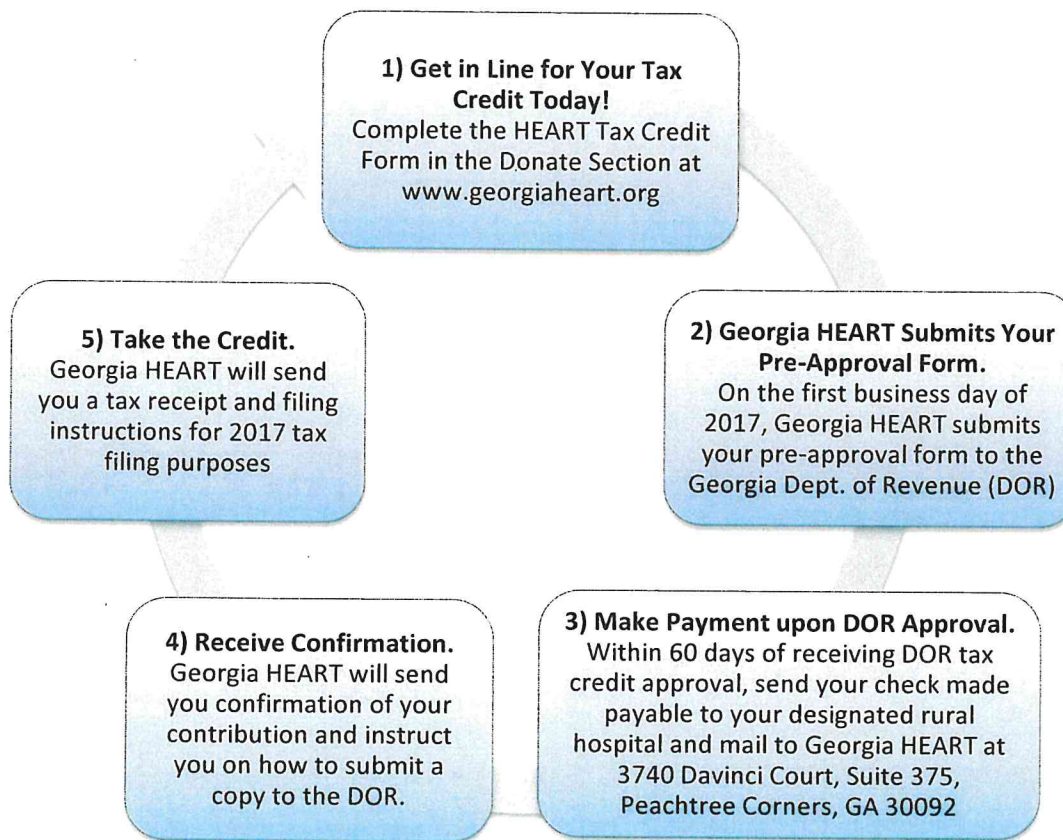 1) Get in Line for Your Tax
Credit Today!
Complete the HEART Tax Credit
Form in the Donate Section at
www.georgiaheart.org
2) Georgia HEART Submits Your
Pre-Approval Form.
On the first business day of
2017, Georgia HEART submits
your pre-approval form to the
Georgia Dept. of Revenue (DOR)
3) Make Payment upon DOR Approval.
Within 60 days of receiving DOR tax
credit approval, send your check made
payable to your designated rural
hospital and mail to Georgia HEART at
3740 Davinci Court, Suite 375,
Peachtree Corners, GA 30092
4) Receive Confirmation.
Georgia HEART will send
you confirmation of your
contribution and instruct
you on how to submit a
copy to the DOR.
5) Take the Credit.
Georgia HEART will send
you a tax receipt and filing
instructions for 2017 tax
filing purposes